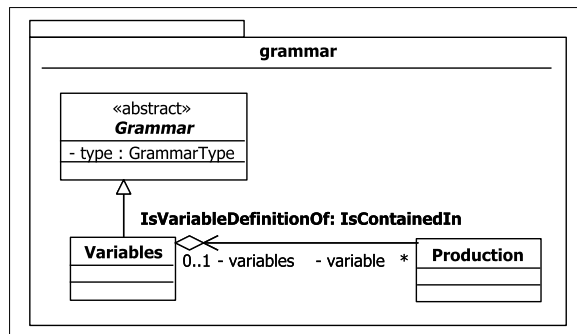 grammar
«abstract»
Grammar
- type : GrammarType
IsVariableDefinitionOf: IsContainedIn
Variables
0..1 - variables - variable *
Production